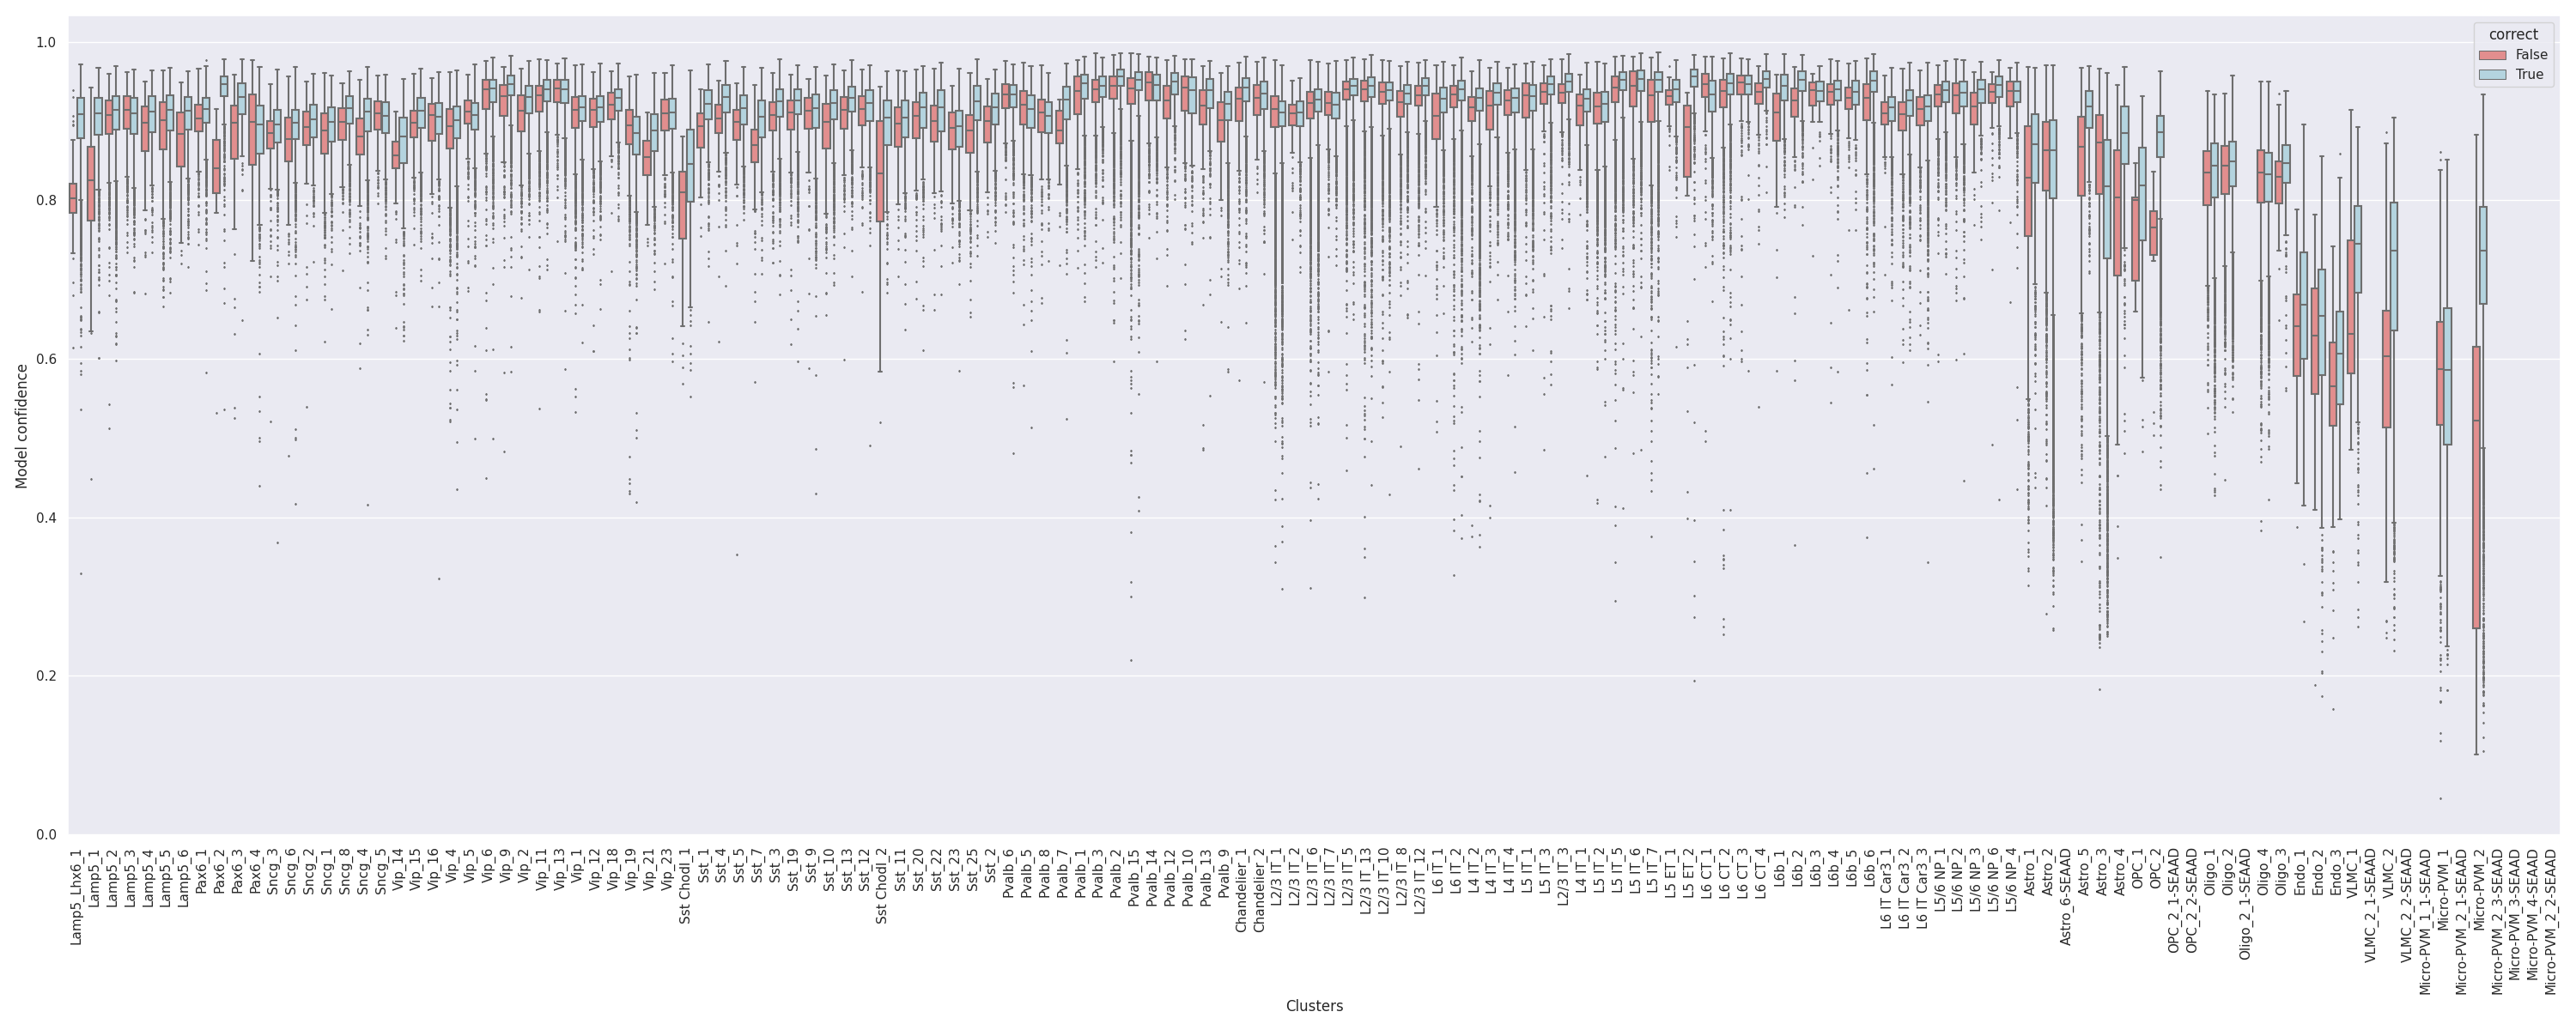 correct
False
True
1.0
0.8
0.6
0.4
0.2
0.0
Model confidence
Lamp5_Lhx6_1
Lamp5_1
Lamp5_2
Lamp5_3
Lamp5_4
Lamp5_5
Lamp5_6
Pax6_1
Pax6_2
Pax6_3
Pax6_4
Sncg_3
Sncg_6
Sncg_2
Sncg_1
Sncg_8
Sncg_4
Sncg_5
Vip_14
Vip_15
Vip_16
Vip_4
Vip_5
Vip_6
Vip_9
Vip_2
Vip_11
Vip_13
Vip_1
Vip_12
Vip_18
Vip_19
Vip_21
Vip_23
Sst Chodl_1
Sst_1
Sst_4
Sst_5
Sst_7
Sst_3
Sst_19
Sst_9
Sst_10
Sst_13
Sst_12
Sst Chodl_2
Sst_11
Sst_20
Sst_22
Sst_23
Sst_25
Sst_2
Pvalb_6
Pvalb_5
Pvalb_8
Pvalb_7
Pvalb_1
Pvalb_3
Pvalb_2
Pvalb_15
Pvalb_14
Pvalb_12
Pvalb_10
Pvalb_13
Pvalb_9
Chandelier_1
Chandelier_2
L2/3 IT_1
L2/3 IT_2
L2/3 IT_6
L2/3 IT_7
L2/3 IT_5
L2/3 IT_13
L2/3 IT_10
L2/3 IT_8
L2/3 IT_12
L6 IT_1
L6 IT_2
L4 IT_2
L4 IT_3
L4 IT_4
L5 IT_1
L5 IT_3
L2/3 IT_3
L4 IT_1
L5 IT_2
L5 IT_5
L5 IT_6
L5 IT_7
L5 ET_1
L5 ET_2
L6 CT_1
L6 CT_2
L6 CT_3
L6 CT_4
L6b_1
L6b_2
L6b_3
L6b_4
L6b_5
L6b_6
L6 IT Car3_1
L6 IT Car3_2
L6 IT Car3_3
L5/6 NP_1
L5/6 NP_2
L5/6 NP_3
L5/6 NP_6
L5/6 NP_4
Astro_1
Astro_2
Astro_6-SEAAD
Astro_5
Astro_3
Astro_4
OPC_1
OPC_2
OPC_2_1-SEAAD
OPC_2_2-SEAAD
Oligo_1
Oligo_2
Oligo_2_1-SEAAD
Oligo_4
Oligo_3
Endo_1
Endo_2
Endo_3
VLMC_1
VLMC_2_1-SEAAD
VLMC_2
VLMC_2_2-SEAAD
Micro-PVM_1_1-SEAAD
Micro-PVM_1
Micro-PVM_2_1-SEAAD
Micro-PVM_2
Micro-PVM_2_3-SEAAD
Micro-PVM_3-SEAAD
Micro-PVM_4-SEAAD
Micro-PVM_2_2-SEAAD
Clusters